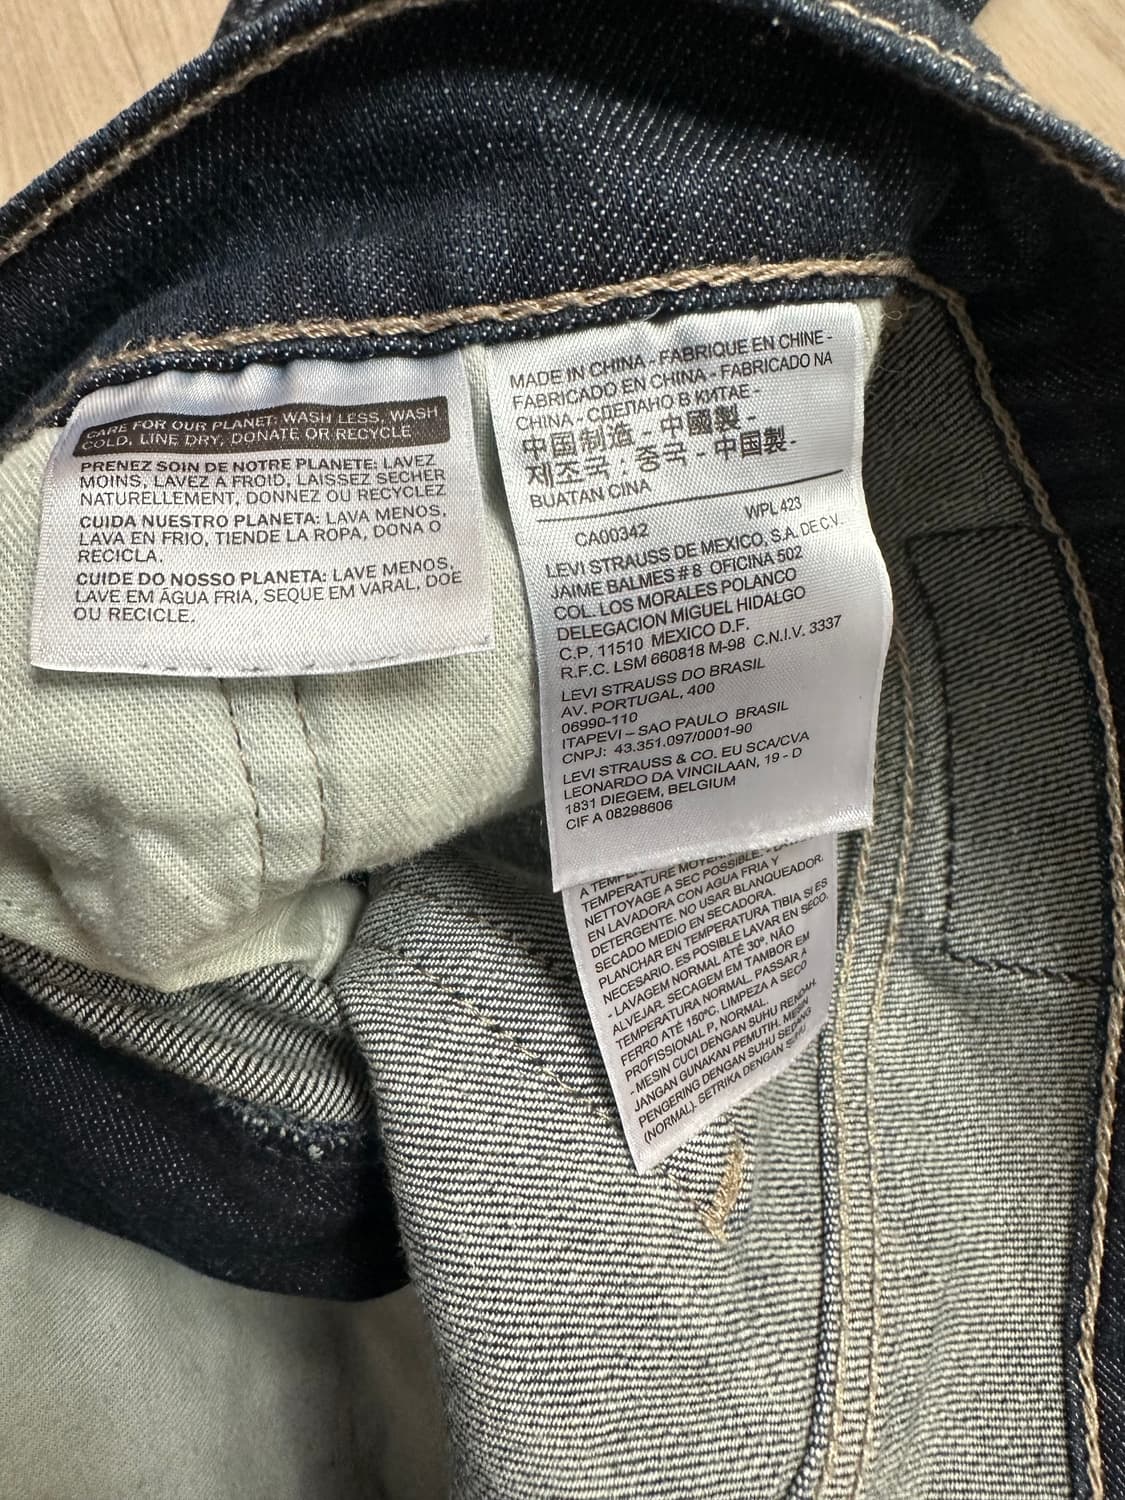 CARE FOR OUR PLANET: WASH LESS, WASH
COLD, LINE DRY, DONATE OR RECYCLE
PRENEZ SOIN DE NOTRE PLANETE: LAVEZ
MOINS, LAVEZ A FROID, LAISSEZ SECHER
NATURELLEMENT, DONNEZ OU RECYCLEZ
CUIDA NUESTRO PLANETA: LAVA MENOS,
LAVA EN FRIO, TIENDE LA ROPA, DONA O
RECICLA.
CUIDE DO NOSSO PLANETA: LAVE MENOS,
LAVE EM ÁGUA FRIA, SEQUE EM VARAL, DOE
OU RECICLE.
MADE IN CHINA - FABRIQUE EN CHINE -
FABRICADO EN CHINA - FABRICADO NA
CHINA - СДЕЛАНО В КИТАЕ -
中国制造 - 中國製 -
제조국 : 중국 - 中国製-
BUATAN CINA
CA00342 WPL 423
LEVI STRAUSS DE MEXICO, S.A. DE C.V.
JAIME BALMES # 8 OFICINA 502
COL. LOS MORALES POLANCO
DELEGACION MIGUEL HIDALGO
C.P. 11510 MEXICO D.F.
R.F.C. LSM 660818 M-98 C.N.I.V. 3337
LEVI STRAUSS DO BRASIL
AV. PORTUGAL, 400
06990-110
ITAPEVI – SAO PAULO BRASIL
CNPJ: 43.351.097/0001-90
LEVI STRAUSS & CO. EU SCA/CVA
LEONARDO DA VINCILAAN, 19 - D
1831 DIEGEM, BELGIUM
CIF A 08298606
TEMPERATURE
NETTOYAGE A SEC POSSIBLE. -
EN LAVADORA CON AGUA FRIA Y
DETERGENTE. NO USAR BLANQUEADOR.
SECADO MEDIO EN SECADORA.
PLANCHAR EN TEMPERATURA TIBIA SI ES
NECESARIO. ES POSIBLE LAVAR EN SECO.
- LAVAGEM NORMAL ATÉ 30º, NÃO
ALVEJAR. SECAGEM EM TAMBOR EM
TEMPERATURA NORMAL. PASSAR A
FERRO ATÉ 150ºC. LIMPEZA A SECO
PROFISSIONAL P, NORMAL.
- MESIN CUCI DENGAN SUHU RENDAH.
JANGAN GUNAKAN PEMUTIH. MESIN
PENGERING DENGAN SUHU SEDANG
(NORMAL). SETRIKA DENGAN SUHU